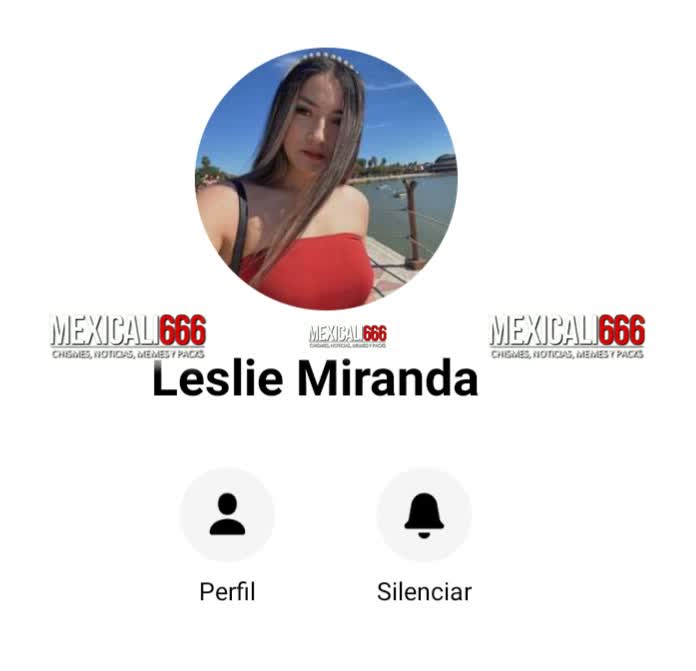 MEXICALI666
CHISMES, NOTICIAS, MEMES Y PACKS
MEXICALI666
CHISMES, NOTICIAS, MEMES Y PACKS
MEXICALI666
CHISMES, NOTICIAS, MEMES Y PACKS
Leslie Miranda
Perfil
Silenciar